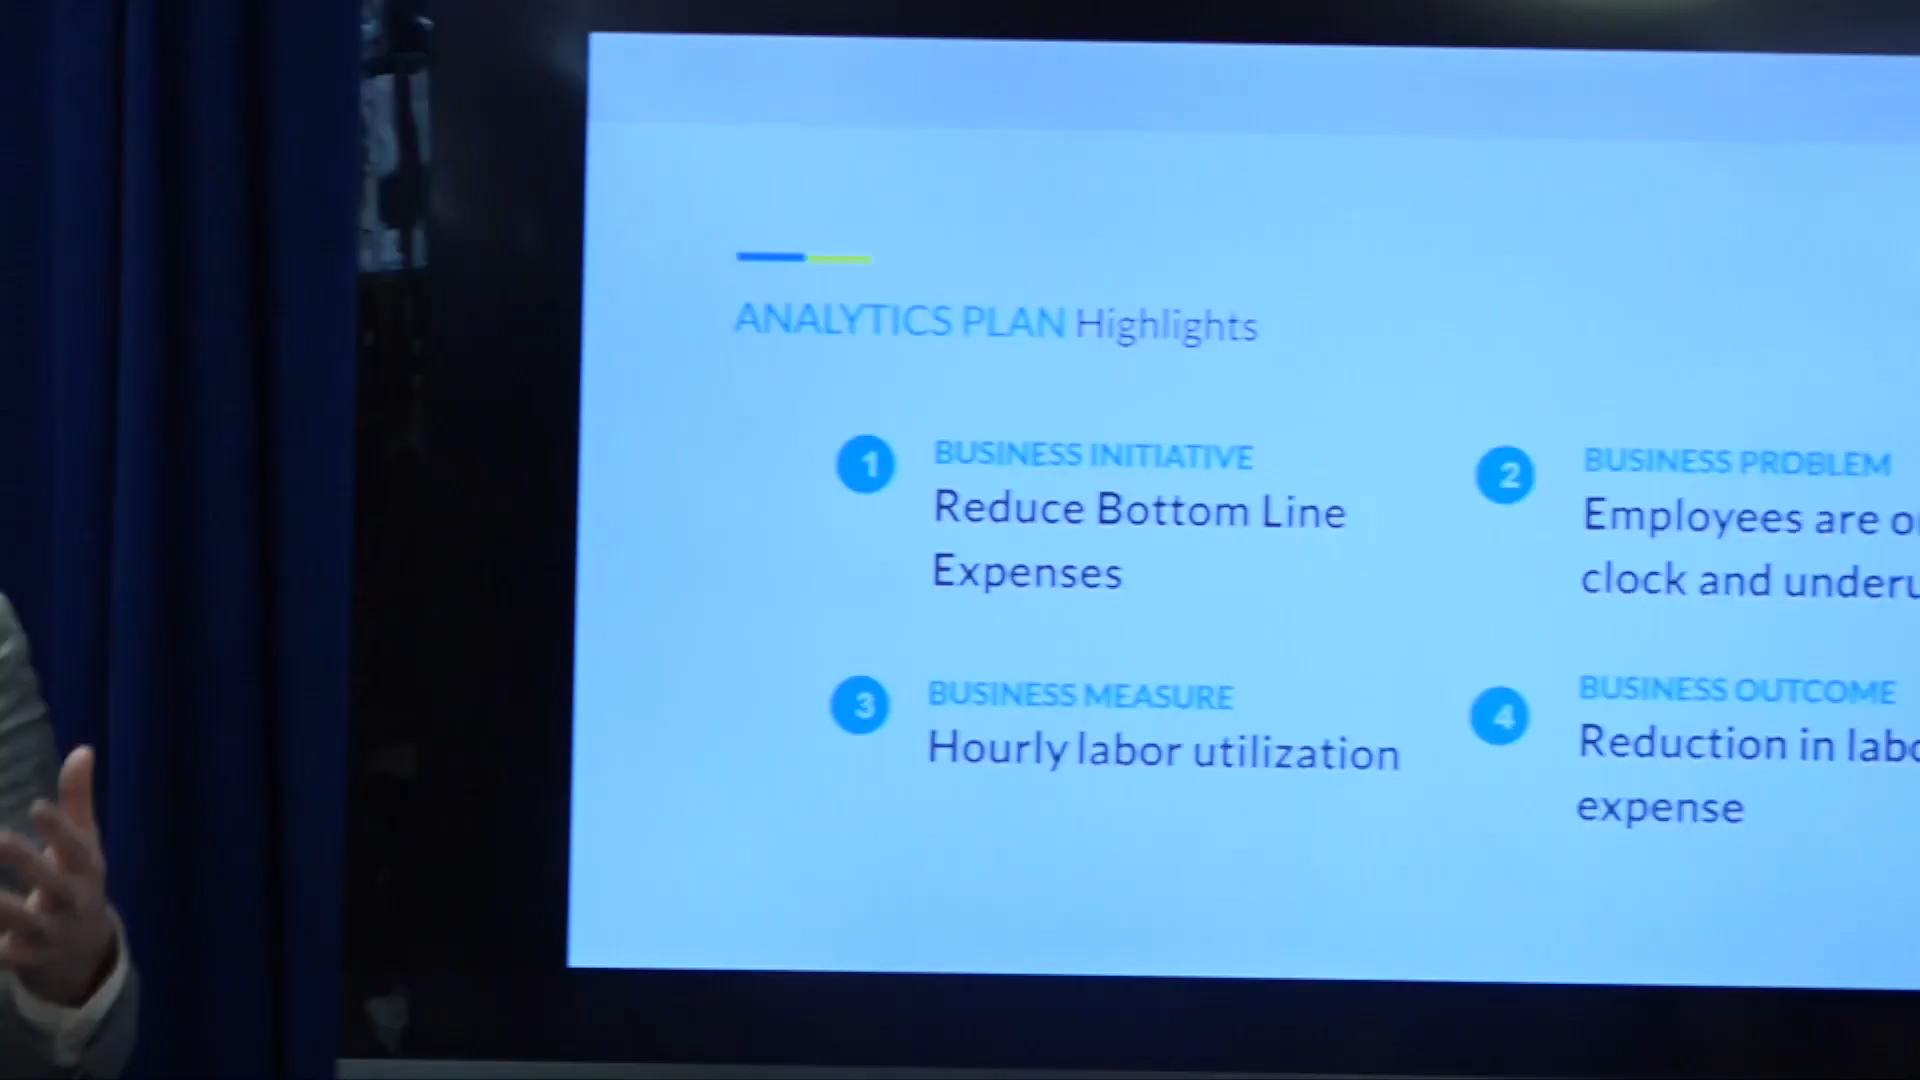 ANALYTICS PLAN Highlights
1
BUSINESS INITIATIVE
Reduce Bottom Line
Expenses
2
BUSINESS PROBLEM
Employees are
clock and
3
BUSINESS MEASURE
Hourly labor utilization
4
BUSINESS OUTCOME
Reduction in
expense